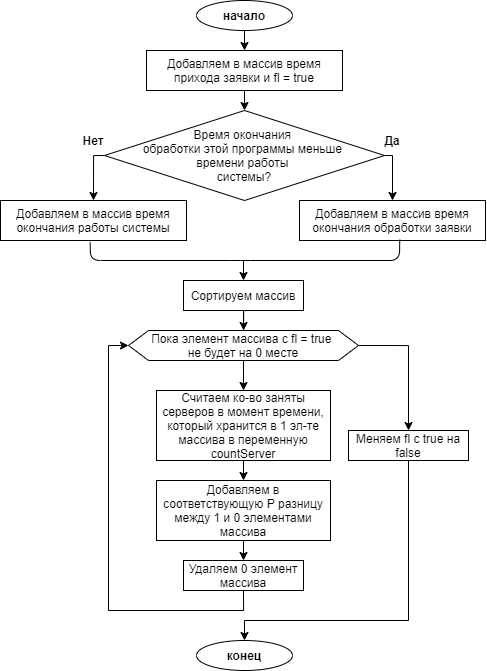 начало
Добавляем в массив время
прихода заявки и fl = true
Время окончания
обработки этой программы меньше
времени работы
системы?
Нет
Да
Добавляем в массив время
окончания работы системы
Добавляем в массив время
окончания обработки заявки
Сортируем массив
Пока элемент массива с fl = true
не будет на 0 месте
Считаем ко-во заняты
серверов в момент времени,
который хранится в 1 эл-те
массива в переменную
countServer
Меняем fl с true на
false
Добавляем в
соответствующую P разницу
между 1 и 0 элементами
массива
Удаляем 0 элемент
массива
конец